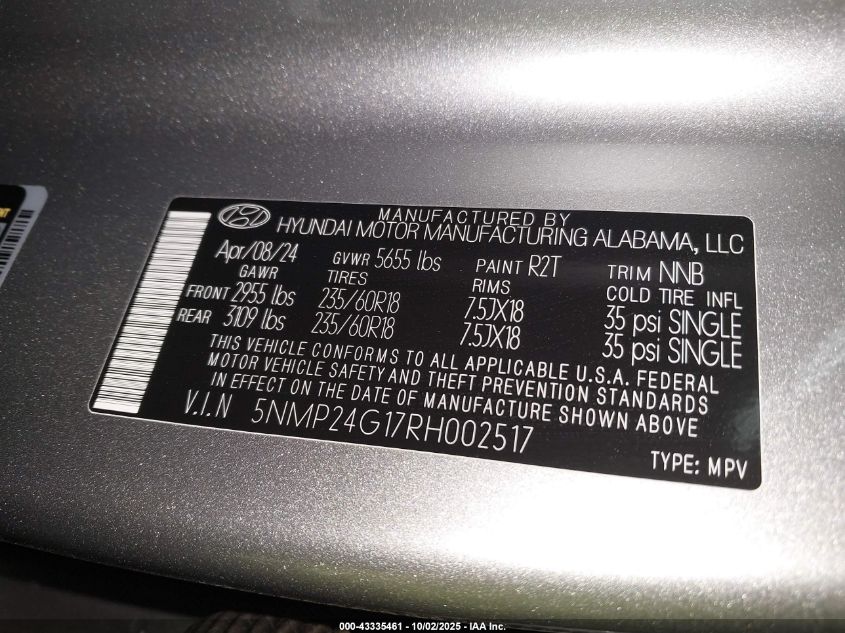 MANUFACTURED BY
HYUNDAI MOTOR MANUFACTURING ALABAMA, LLC
Apr/08/24 GVWR 5655 lbs PAINT R2T TRIM NNB
GAWR TIRES RIMS COLD TIRE INFL
FRONT 2955 lbs 235/60R18 7.5JX18 35 psi SINGLE
REAR 3109 lbs 235/60R18 7.5JX18 35 psi SINGLE
THIS VEHICLE CONFORMS TO ALL APPLICABLE U.S.A. FEDERAL
MOTOR VEHICLE SAFETY AND THEFT PREVENTION STANDARDS
IN EFFECT ON THE DATE OF MANUFACTURE SHOWN ABOVE
V.I.N 5NMP24G17RH002517
TYPE: MPV
000-43335461 - 10/02/2025 - IAA Inc.